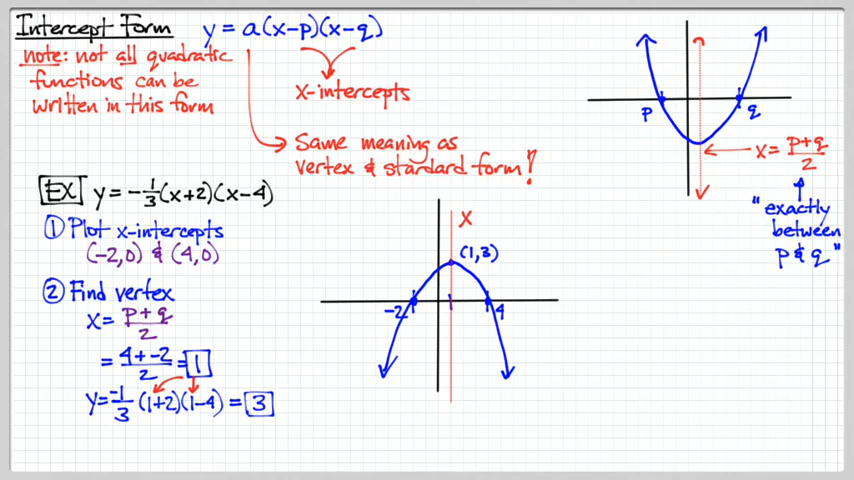 Intercept Form y = a(x-p)(x-q)
note: not all quadratic
functions can be
written in this form
x-intercepts
Same meaning as
vertex & standard form!
p q
x = p+q/2
"exactly
between
p & q"
EX y = -1/3(x+2)(x-4)
① Plot x-intercepts
(-2,0) & (4,0)
② Find vertex
x = p+q/2
= 4+-2/2 = 1
y = -1/3 (1+2)(1-4) = 3
X
(1,3)
-2 1 4